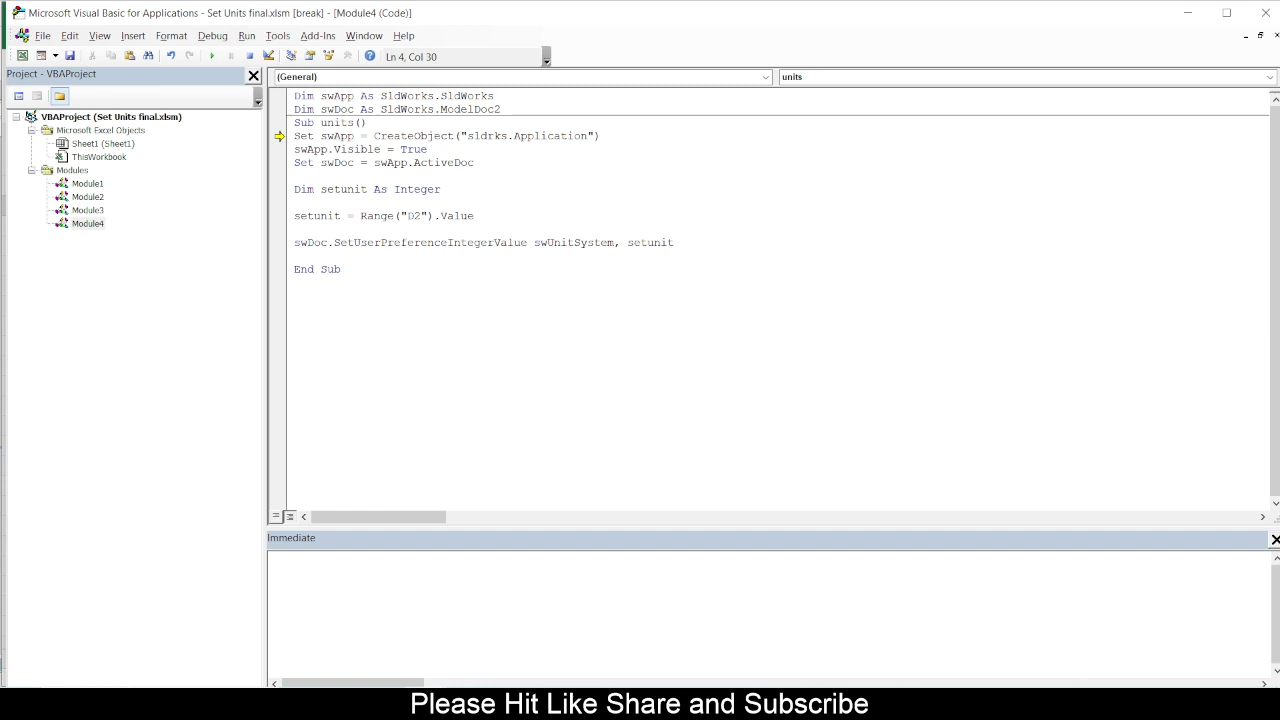 Microsoft Visual Basic for Applications - Set Units final.xlsm [break] - [Module4 (Code)]
File Edit View Insert Format Debug Run Tools Add-Ins Window Help
Ln 4, Col 30
Project - VBAProject
(General) units
VBAProject (Set Units final.xlsm)
Microsoft Excel Objects
Sheet1 (Sheet1)
ThisWorkbook
Modules
Module1
Module2
Module3
Module4
Dim swApp As SldWorks.SldWorks
Dim swDoc As SldWorks.ModelDoc2
Sub units()
Set swApp = CreateObject("sldrks.Application")
swApp.Visible = True
Set swDoc = swApp.ActiveDoc
Dim setunit As Integer
setunit = Range("D2").Value
swDoc.SetUserPreferenceIntegerValue swUnitSystem, setunit
End Sub
Immediate
Please Hit Like Share and Subscribe